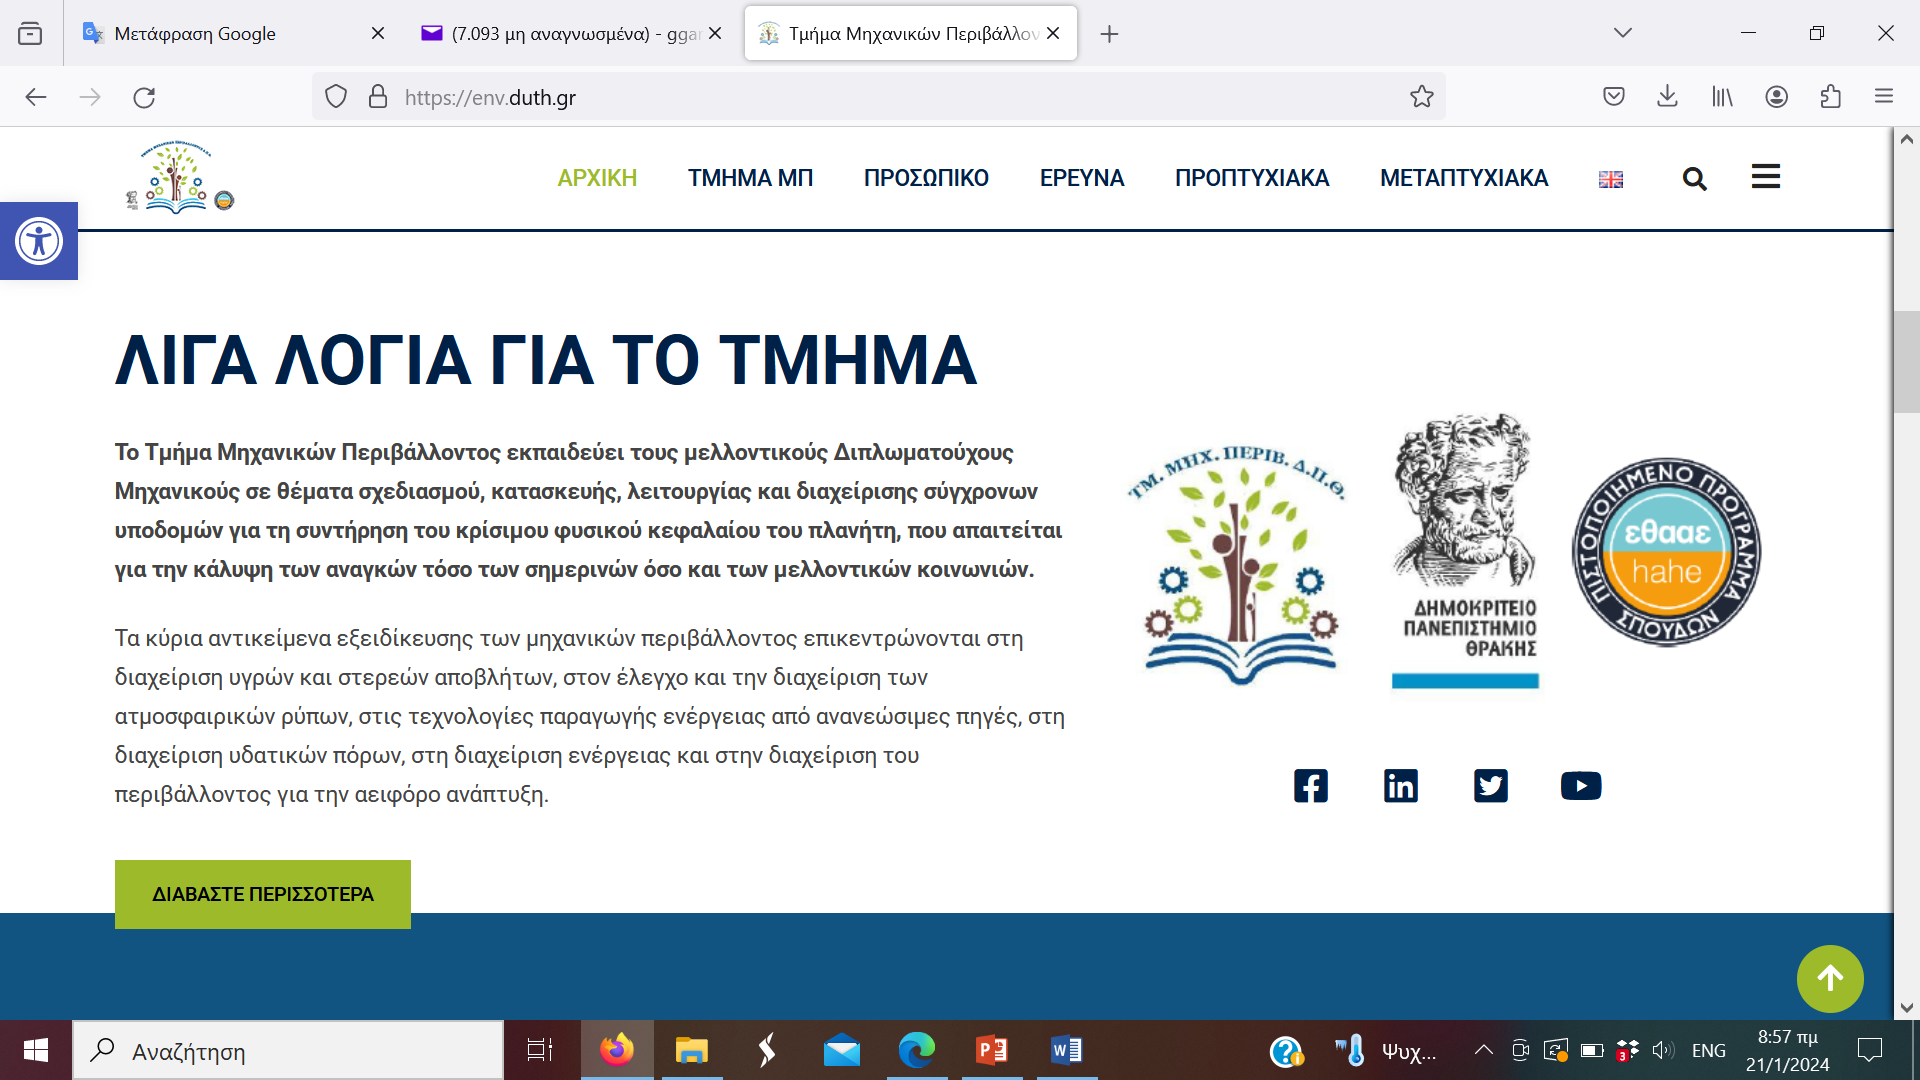 Μετάφραση Google
(7.093 μη αναγνωσμένα) - ggar
Τμήμα Μηχανικών Περιβάλλον
https://env.duth.gr
ΑΡΧΙΚΗ ΤΜΗΜΑ ΜΠ ΠΡΟΣΩΠΙΚΟ ΕΡΕΥΝΑ ΠΡΟΠΤΥΧΙΑΚΑ ΜΕΤΑΠΤΥΧΙΑΚΑ
ΛΙΓΑ ΛΟΓΙΑ ΓΙΑ ΤΟ ΤΜΗΜΑ
Το Τμήμα Μηχανικών Περιβάλλοντος εκπαιδεύει τους μελλοντικούς Διπλωματούχους
Μηχανικούς σε θέματα σχεδιασμού, κατασκευής, λειτουργίας και διαχείρισης σύγχρονων
υποδομών για τη συντήρηση του κρίσιμου φυσικού κεφαλαίου του πλανήτη, που απαιτείται
για την κάλυψη των αναγκών τόσο των σημερινών όσο και των μελλοντικών κοινωνιών.
Τα κύρια αντικείμενα εξειδίκευσης των μηχανικών περιβάλλοντος επικεντρώνονται στη
διαχείριση υγρών και στερεών αποβλήτων, στον έλεγχο και την διαχείριση των
ατμοσφαιρικών ρύπων, στις τεχνολογίες παραγωγής ενέργειας από ανανεώσιμες πηγές, στη
διαχείριση υδατικών πόρων, στη διαχείριση ενέργειας και στην διαχείριση του
περιβάλλοντος για την αειφόρο ανάπτυξη.
ΔΙΑΒΑΣΤΕ ΠΕΡΙΣΣΟΤΕΡΑ
ΤΜ. ΜΗΧ. ΠΕΡΙΒ. Δ.Π.Θ.
ΔΗΜΟΚΡΙΤΕΙΟ
ΠΑΝΕΠΙΣΤΗΜΙΟ
ΘΡΑΚΗΣ
ΠΙΣΤΟΠΟΙΗΜΕΝΟ ΠΡΟΓΡΑΜΜΑ
εθααε
hahe
ΣΠΟΥΔΩΝ
Αναζήτηση
Ψυχ...
3
ENG
8:57 πμ
21/1/2024